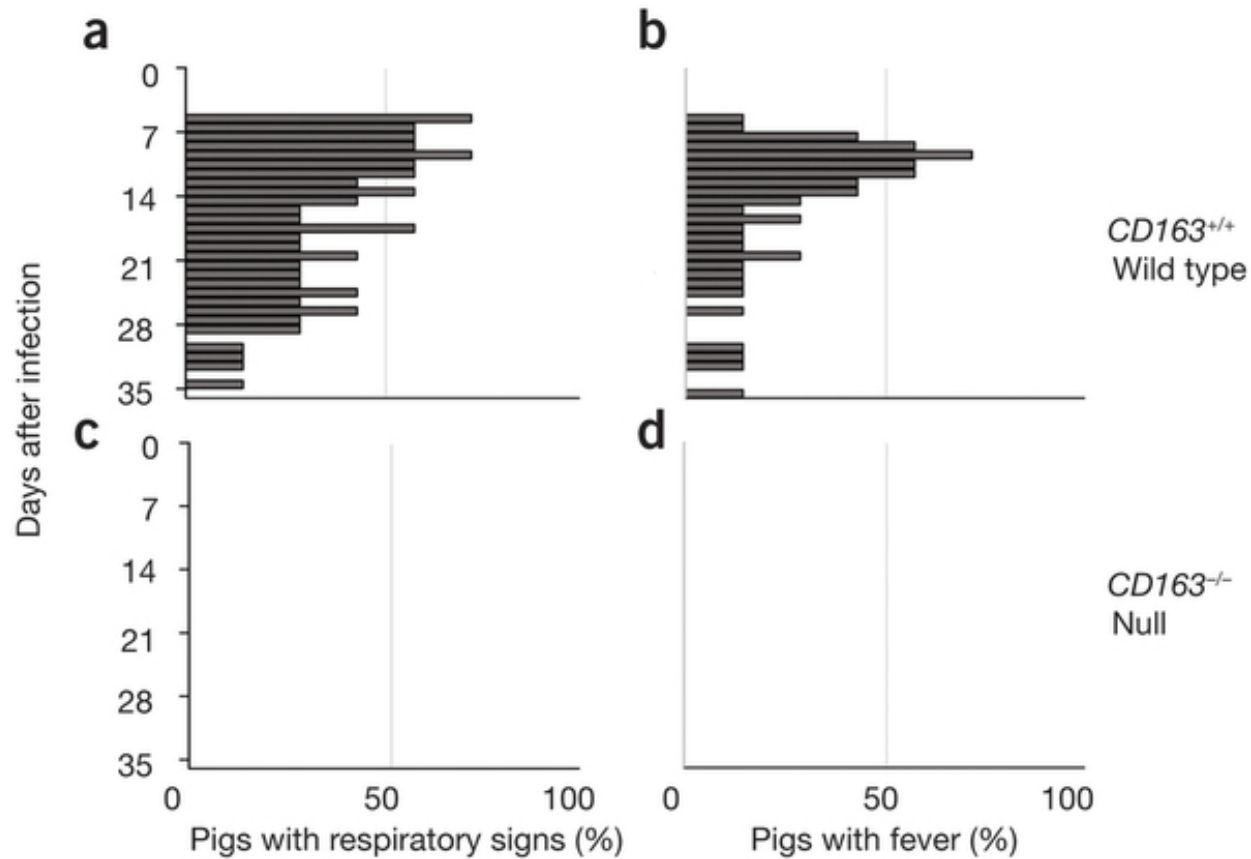 a
b
0
7
14
21
28
35
CD163+/+
Wild type
Days after infection
c
d
0
7
14
21
28
35
CD163−/−
Null
0 50 100
0 50 100
Pigs with respiratory signs (%)
Pigs with fever (%)